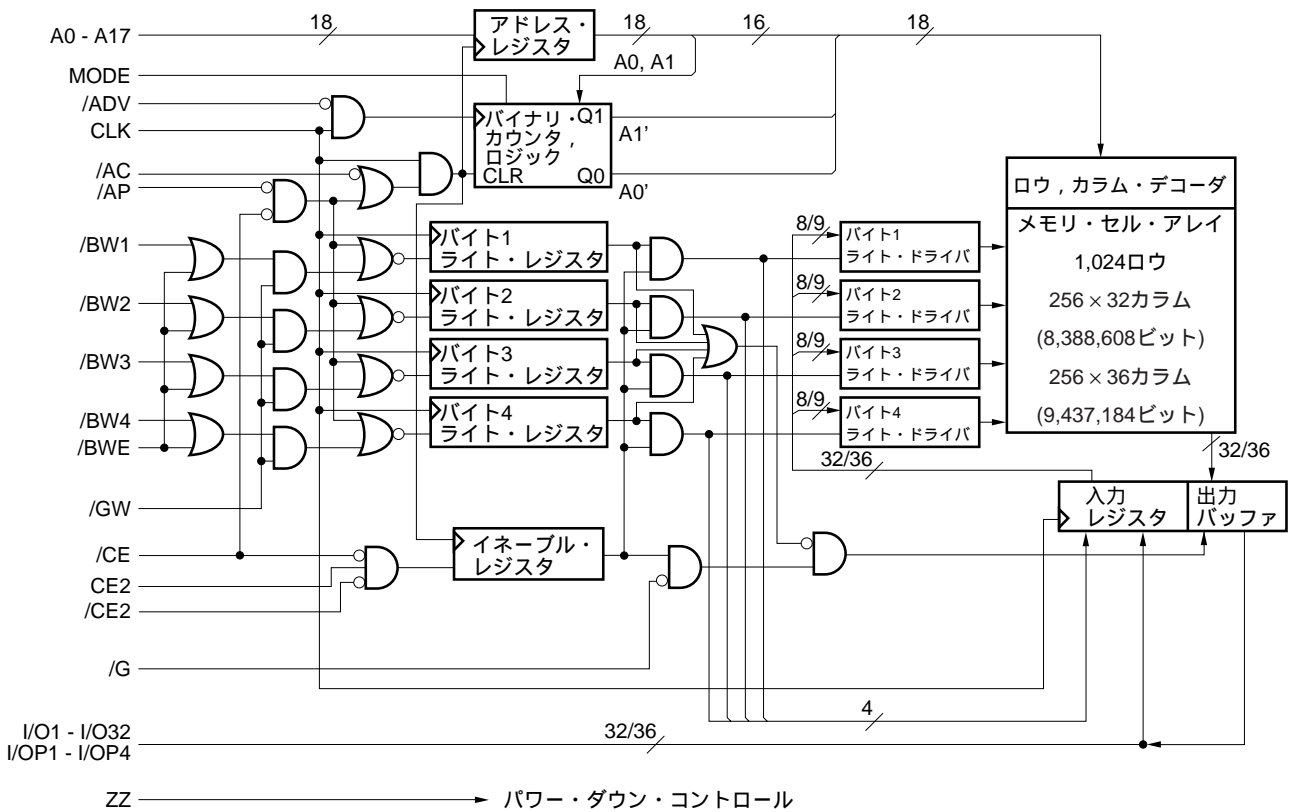 A0 - A17
18
アドレス・
レジスタ
18
16
18
A0, A1
MODE
/ADV
CLK
バイナリ・ Q1
カウンタ,
ロジック
CLR Q0
A1’
A0’
/AC
/AP
ロウ , カラム・デコーダ
メモリ・セル・アレイ
1,024ロウ
256 × 32カラム
(8,388,608ビット)
256 × 36カラム
(9,437,184ビット)
/BW1
バイト1
ライト・レジスタ
8/9
バイト1
ライト・ドライバ
/BW2
バイト2
ライト・レジスタ
8/9
バイト2
ライト・ドライバ
/BW3
バイト3
ライト・レジスタ
8/9
バイト3
ライト・ドライバ
/BW4
/BWE
バイト4
ライト・レジスタ
8/9
バイト4
ライト・ドライバ
32/36
32/36
/GW
入力
レジスタ
出力
バッファ
/CE
CE2
/CE2
イネーブル・
レジスタ
/G
4
I/O1 - I/O32
I/OP1 - I/OP4
32/36
ZZ
パワー・ダウン・コントロール